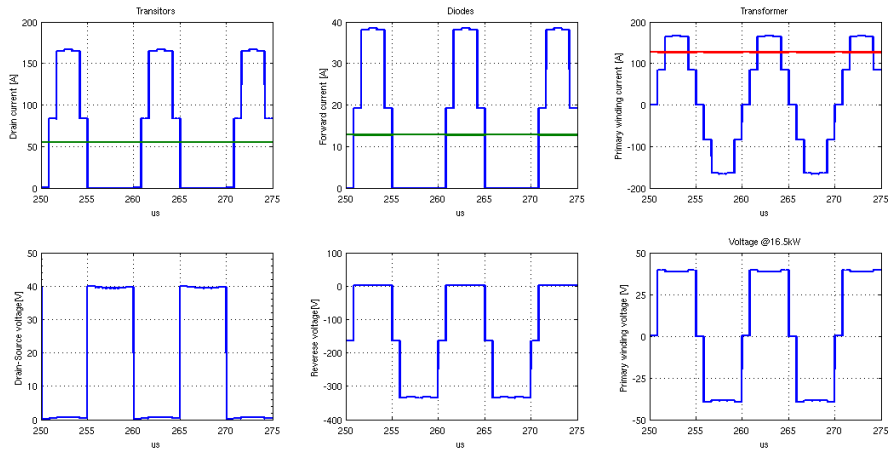 Transitors
Drain current [A]
200
150
100
50
0
250 255 260 265 270 275
us
Diodes
Forward current [A]
40
30
20
10
0
250 255 260 265 270 275
us
Transformer
Primary winding current [A]
200
100
0
-100
-200
250 255 260 265 270 275
us
Drain-Source voltage[V]
50
40
30
20
10
0
250 255 260 265 270 275
us
Reverese voltage[V]
100
0
-100
-200
-300
-400
250 255 260 265 270 275
us
Voltage @16.5kW
Primary winding voltage [V]
50
25
0
-25
-50
250 255 260 265 270 275
us